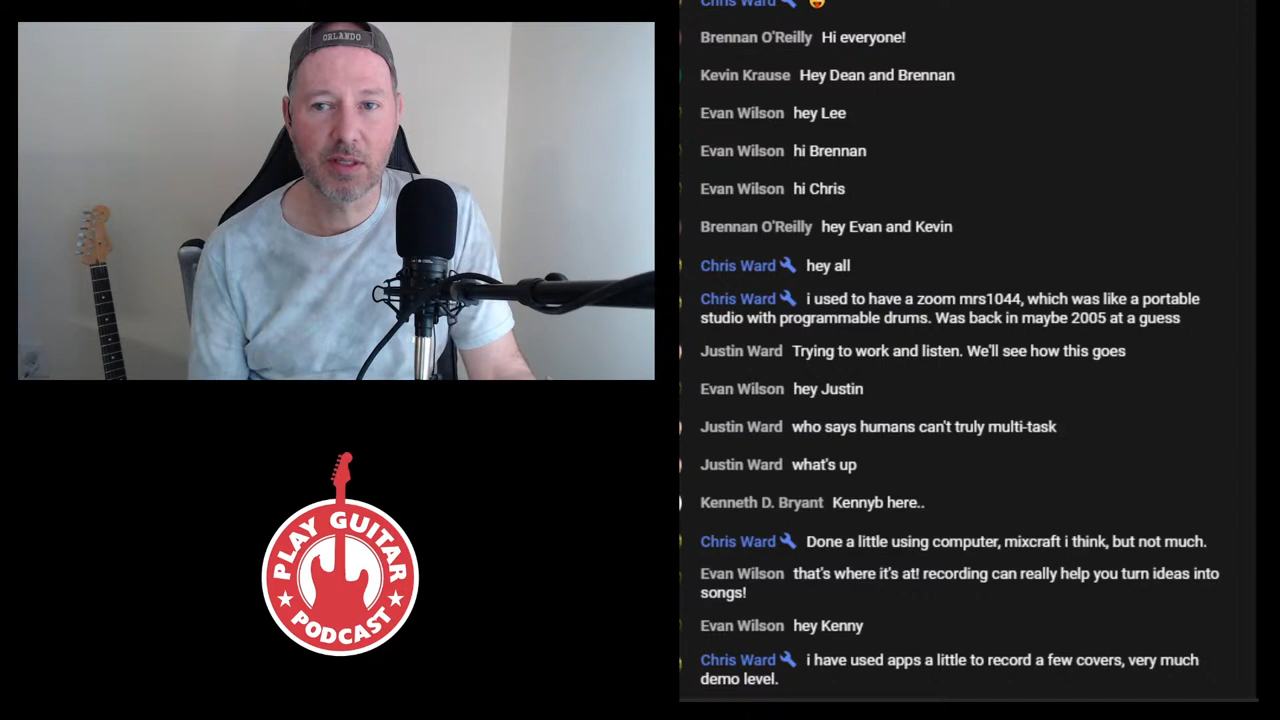 ORLANDO
PLAY GUITAR
PODCAST
Chris Ward
Brennan O'Reilly Hi everyone!
Kevin Krause Hey Dean and Brennan
Evan Wilson hey Lee
Evan Wilson hi Brennan
Evan Wilson hi Chris
Brennan O'Reilly hey Evan and Kevin
Chris Ward hey all
Chris Ward i used to have a zoom mrs1044, which was like a portable
studio with programmable drums. Was back in maybe 2005 at a guess
Justin Ward Trying to work and listen. We'll see how this goes
Evan Wilson hey Justin
Justin Ward who says humans can't truly multi-task
Justin Ward what's up
Kenneth D. Bryant Kennyb here..
Chris Ward Done a little using computer, mixcraft i think, but not much.
Evan Wilson that's where it's at! recording can really help you turn ideas into
songs!
Evan Wilson hey Kenny
Chris Ward i have used apps a little to record a few covers, very much
demo level.